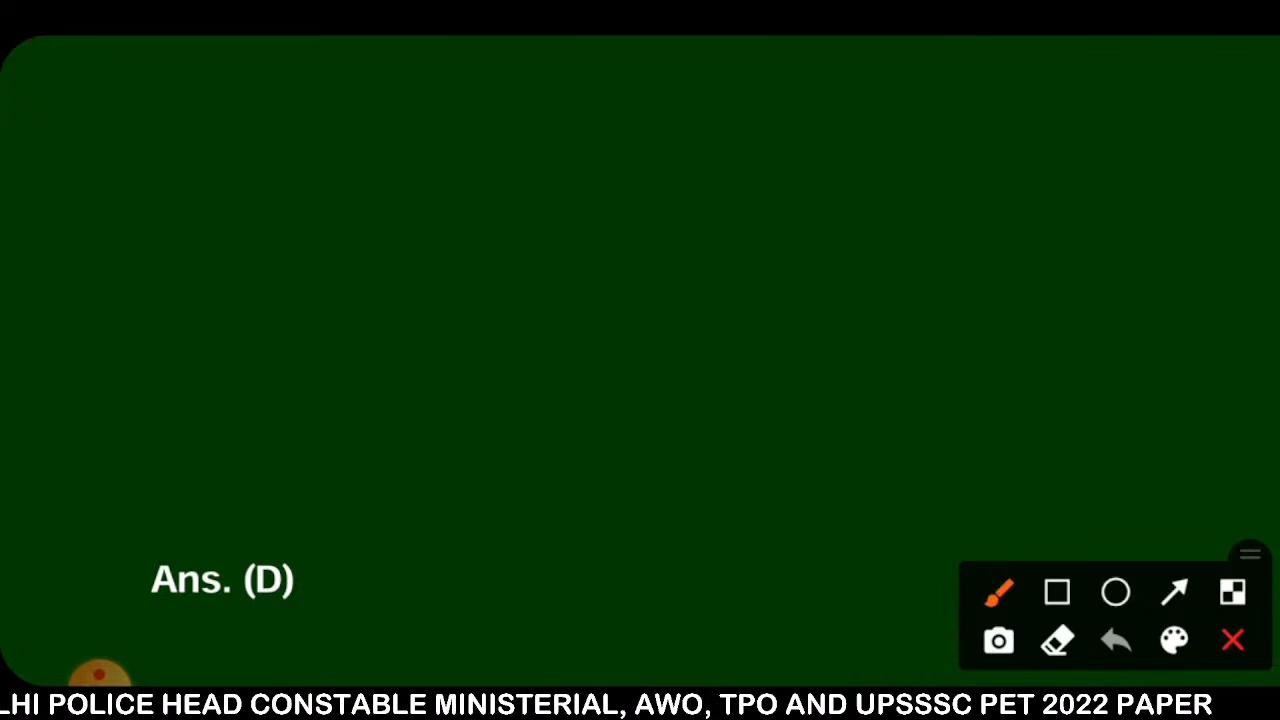 Ans. (D)
LHI POLICE HEAD CONSTABLE MINISTERIAL, AWO, TPO AND UPSSSC PET 2022 PAPER